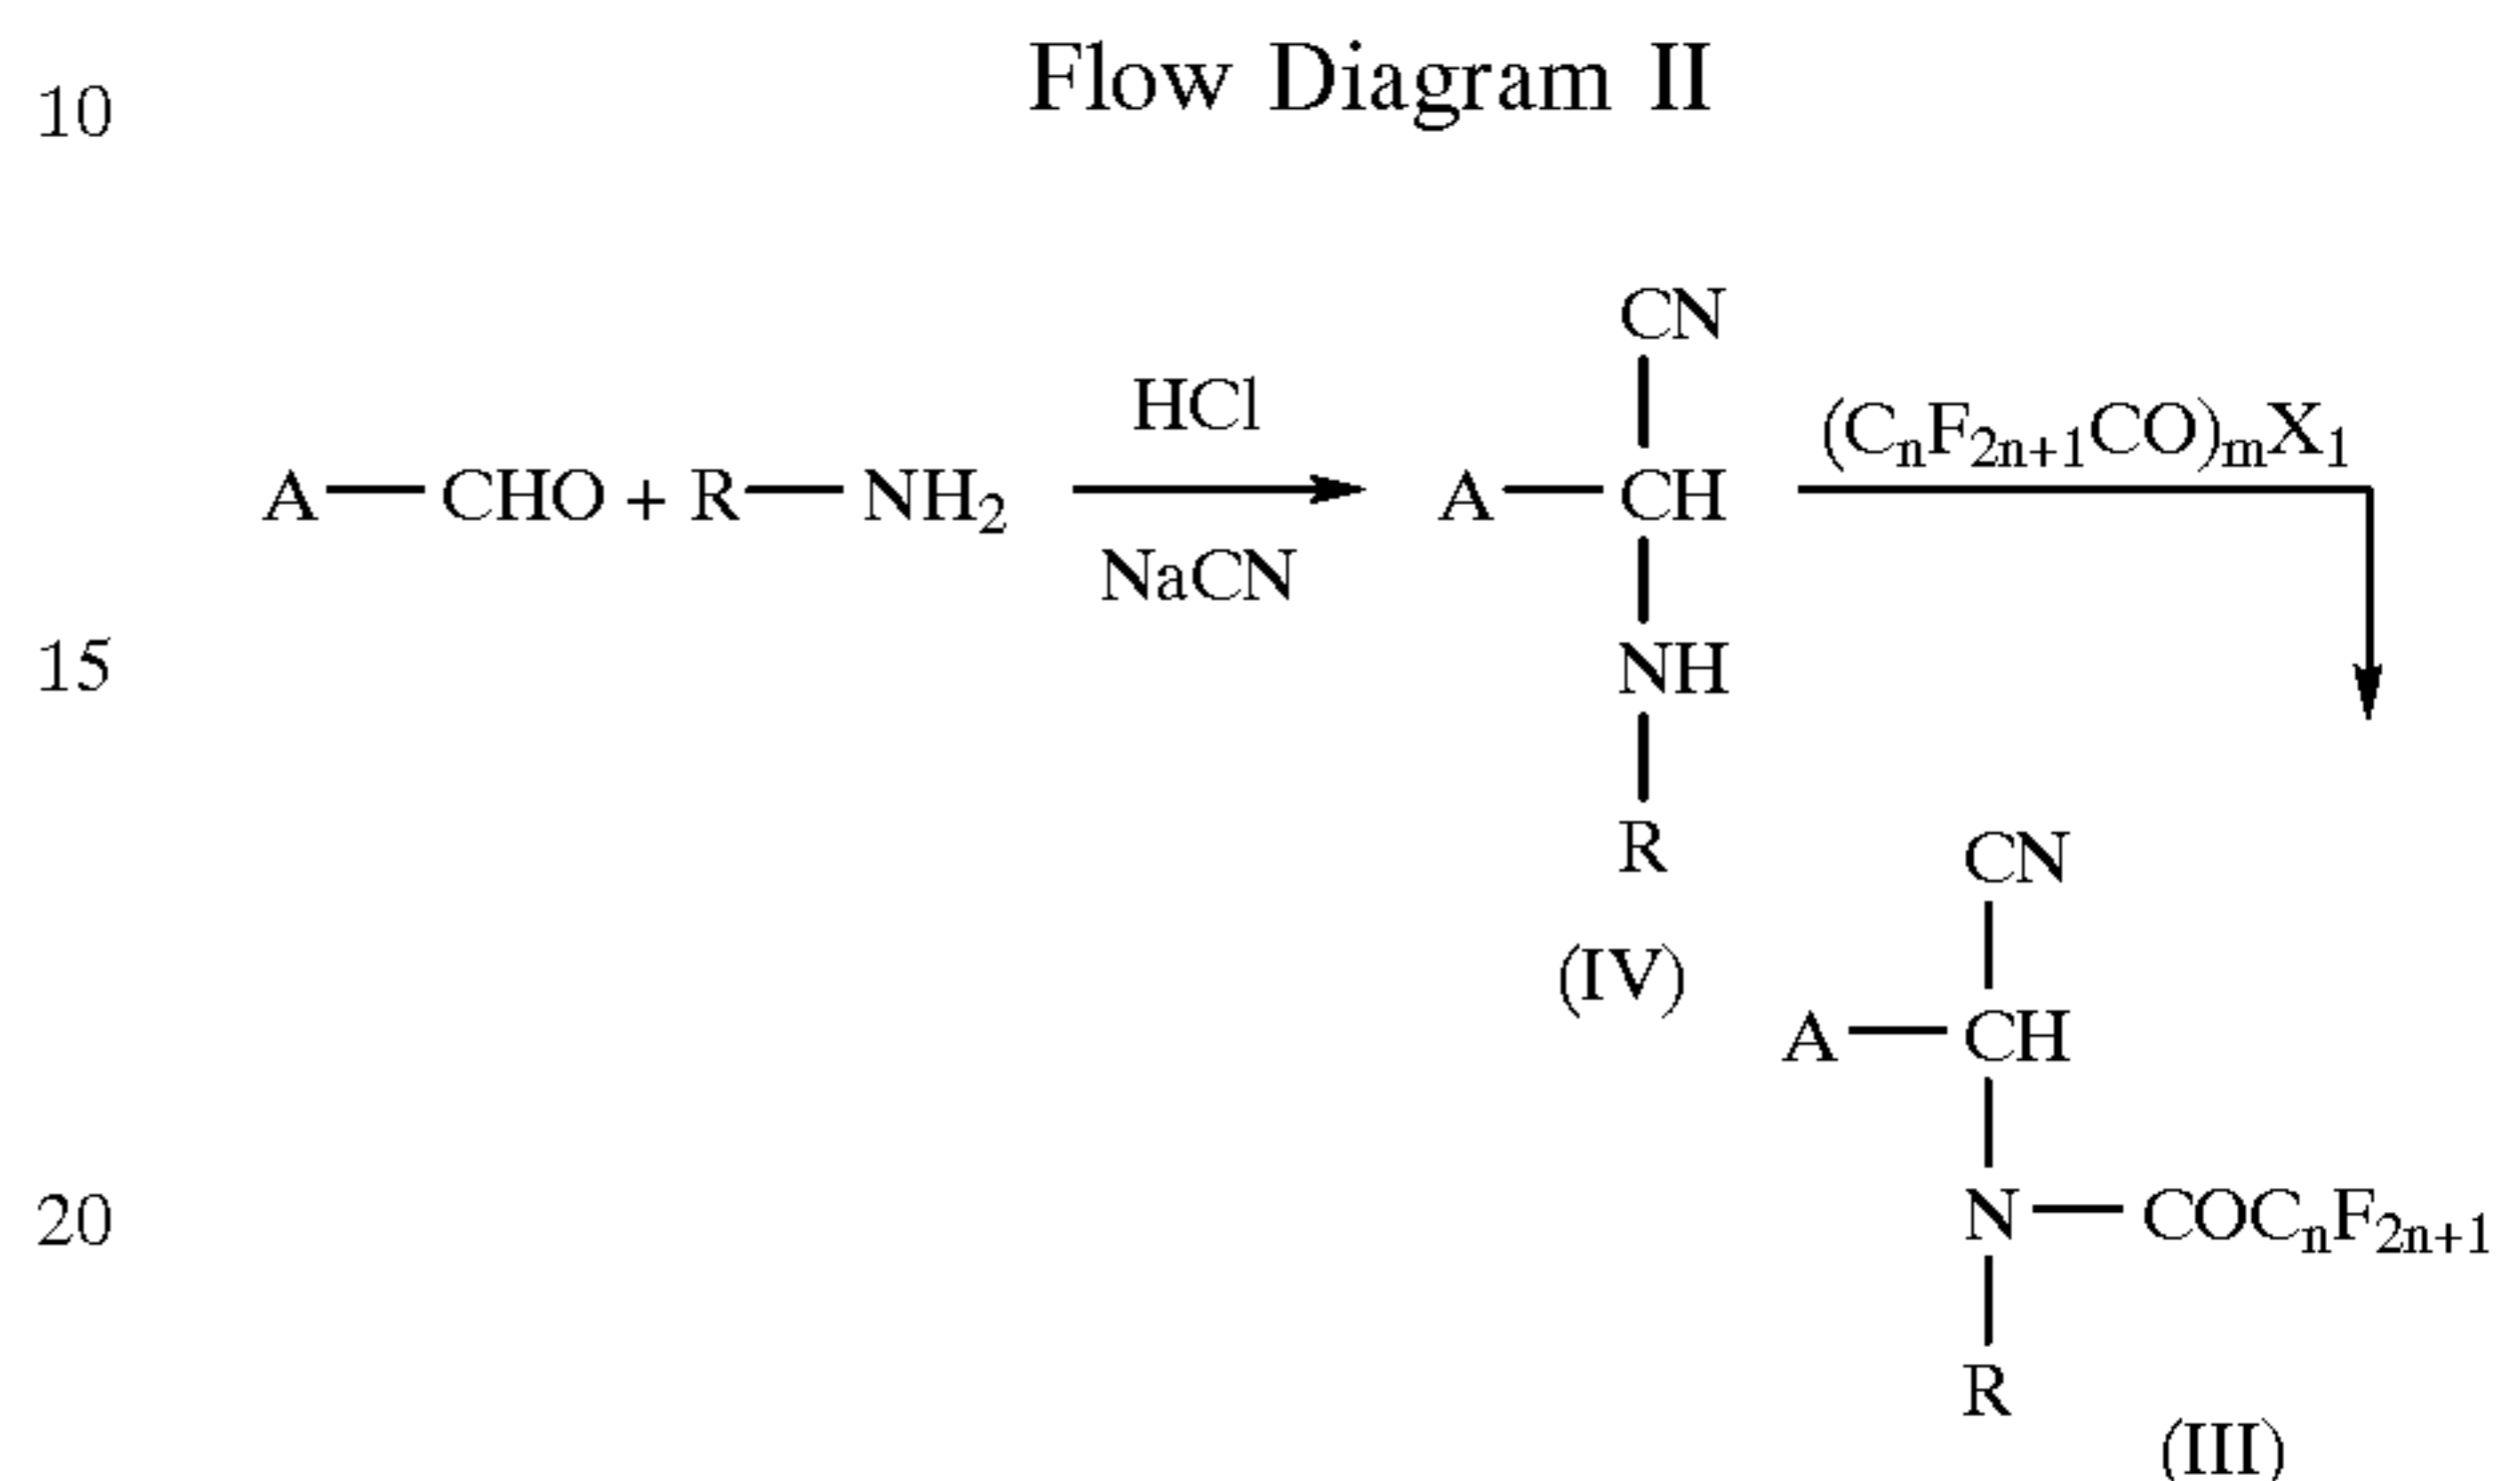 Flow Diagram II
10
CN
HCl
(CₙF₂ₙ₊₁CO)ₘX₁
A — CHO + R — NH₂
A — CH
NaCN
15
NH
R
CN
(IV)
A — CH
20
N — COCₙF₂ₙ₊₁
R
(III)